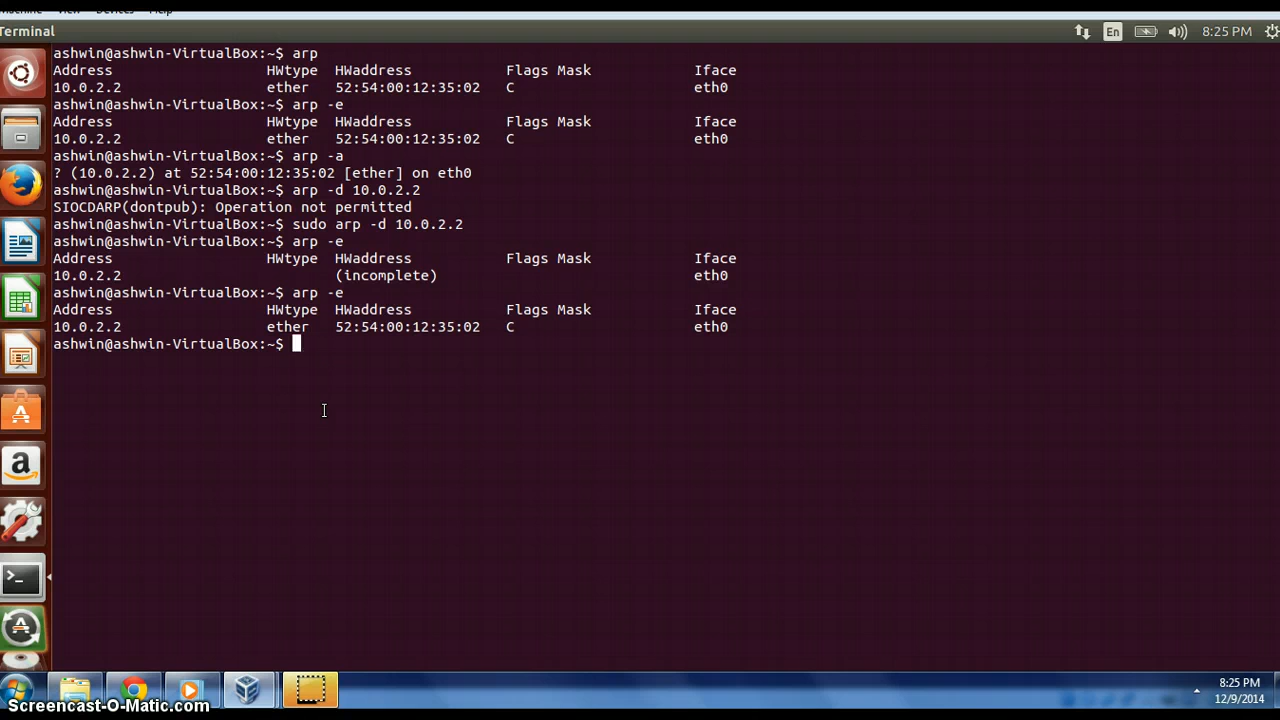 Machine View Devices Help
Terminal
En
8:25 PM
ashwin@ashwin-VirtualBox:~$ arp
Address HWtype HWaddress Flags Mask Iface
10.0.2.2 ether 52:54:00:12:35:02 C eth0
ashwin@ashwin-VirtualBox:~$ arp -e
Address HWtype HWaddress Flags Mask Iface
10.0.2.2 ether 52:54:00:12:35:02 C eth0
ashwin@ashwin-VirtualBox:~$ arp -a
? (10.0.2.2) at 52:54:00:12:35:02 [ether] on eth0
ashwin@ashwin-VirtualBox:~$ arp -d 10.0.2.2
SIOCDARP(dontpub): Operation not permitted
ashwin@ashwin-VirtualBox:~$ sudo arp -d 10.0.2.2
ashwin@ashwin-VirtualBox:~$ arp -e
Address HWtype HWaddress Flags Mask Iface
10.0.2.2 (incomplete) eth0
ashwin@ashwin-VirtualBox:~$ arp -e
Address HWtype HWaddress Flags Mask Iface
10.0.2.2 ether 52:54:00:12:35:02 C eth0
ashwin@ashwin-VirtualBox:~$
8:25 PM
12/9/2014
Screencast-O-Matic.com